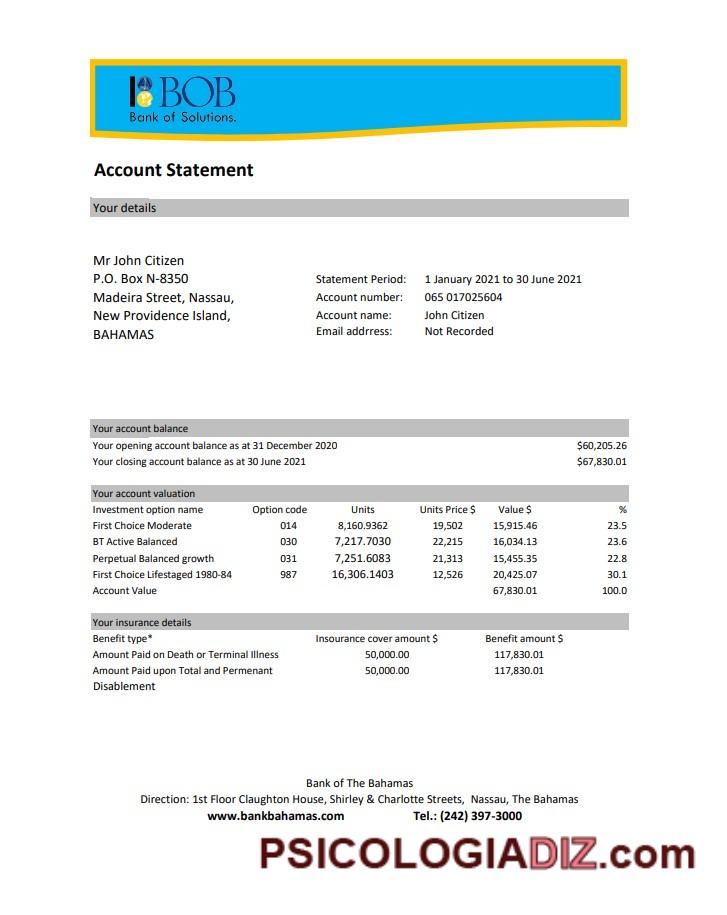 BOB
Bank of Solutions.
Account Statement
Your details
Mr John Citizen
P.O. Box N-8350
Madeira Street, Nassau,
New Providence Island,
BAHAMAS
Statement Period: 1 January 2021 to 30 June 2021
Account number: 065 017025604
Account name: John Citizen
Email addrress: Not Recorded
Your account balance
Your opening account balance as at 31 December 2020 $60,205.26
Your closing account balance as at 30 June 2021 $67,830.01
Your account valuation
Investment option name Option code Units Units Price $ Value $ %
First Choice Moderate 014 8,160.9362 19,502 15,915.46 23.5
BT Active Balanced 030 7,217.7030 22,215 16,034.13 23.6
Perpetual Balanced growth 031 7,251.6083 21,313 15,455.35 22.8
First Choice Lifestaged 1980-84 987 16,306.1403 12,526 20,425.07 30.1
Account Value 67,830.01 100.0
Your insurance details
Benefit type* Insourance cover amount $ Benefit amount $
Amount Paid on Death or Terminal Illness 50,000.00 117,830.01
Amount Paid upon Total and Permenant 50,000.00 117,830.01
Disablement
Bank of The Bahamas
Direction: 1st Floor Claughton House, Shirley & Charlotte Streets, Nassau, The Bahamas
www.bankbahamas.com Tel.: (242) 397-3000
PSICOLOGIADIZ.com